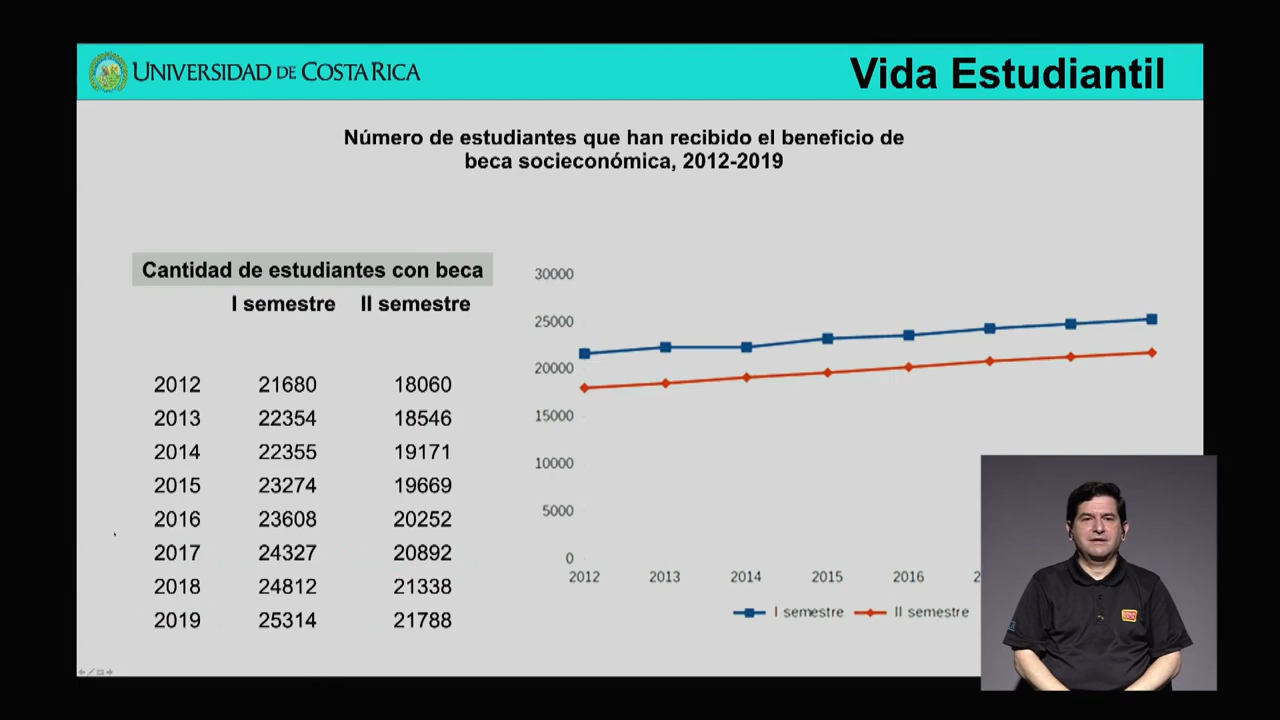 UNIVERSIDAD DE COSTA RICA
Vida Estudiantil
Número de estudiantes que han recibido el beneficio de
beca socieconómica, 2012-2019
Cantidad de estudiantes con beca
I semestre II semestre
2012 21680 18060
2013 22354 18546
2014 22355 19171
2015 23274 19669
2016 23608 20252
2017 24327 20892
2018 24812 21338
2019 25314 21788
30000
25000
20000
15000
10000
5000
0
2012 2013 2014 2015 2016
I semestre II semestre